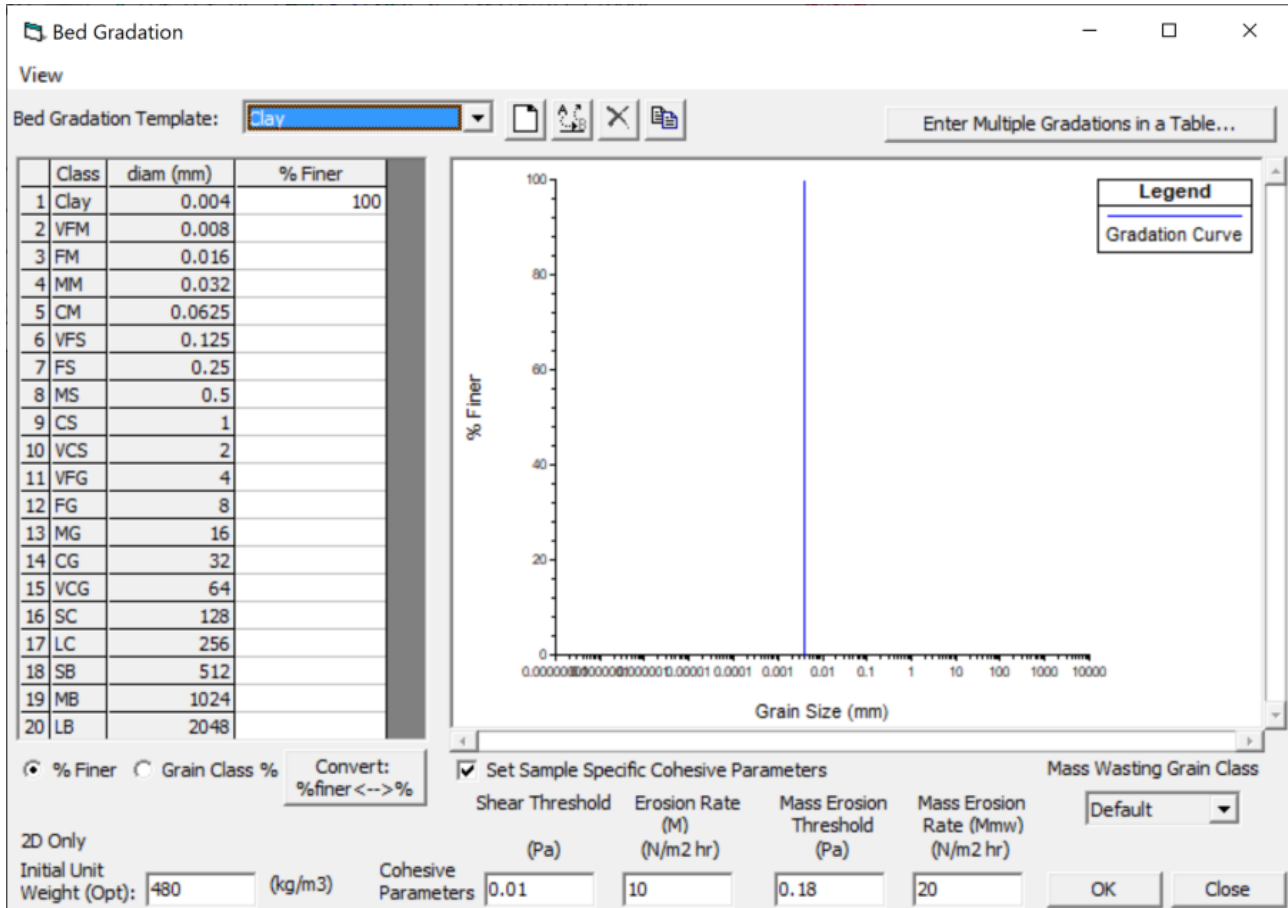 Bed Gradation
View
Bed Gradation Template: Clay
Enter Multiple Gradations in a Table...
Class diam (mm) % Finer
1 Clay 0.004 100
2 VFM 0.008
3 FM 0.016
4 MM 0.032
5 CM 0.0625
6 VFS 0.125
7 FS 0.25
8 MS 0.5
9 CS 1
10 VCS 2
11 VFG 4
12 FG 8
13 MG 16
14 CG 32
15 VCG 64
16 SC 128
17 LC 256
18 SB 512
19 MB 1024
20 LB 2048
100
80
60
40
20
0
% Finer
0.0001 0.001 0.01 0.1 1 10 100 1000 10000
Grain Size (mm)
Legend
Gradation Curve
% Finer Grain Class %
Convert:
%finer<-->%
Set Sample Specific Cohesive Parameters
Mass Wasting Grain Class
Default
2D Only
Initial Unit
Weight (Opt): 480 (kg/m3)
Cohesive
Parameters
Shear Threshold
(Pa)
0.01
Erosion Rate
(M)
(N/m2 hr)
10
Mass Erosion
Threshold
(Pa)
0.18
Mass Erosion
Rate (Mmw)
(N/m2 hr)
20
OK
Close